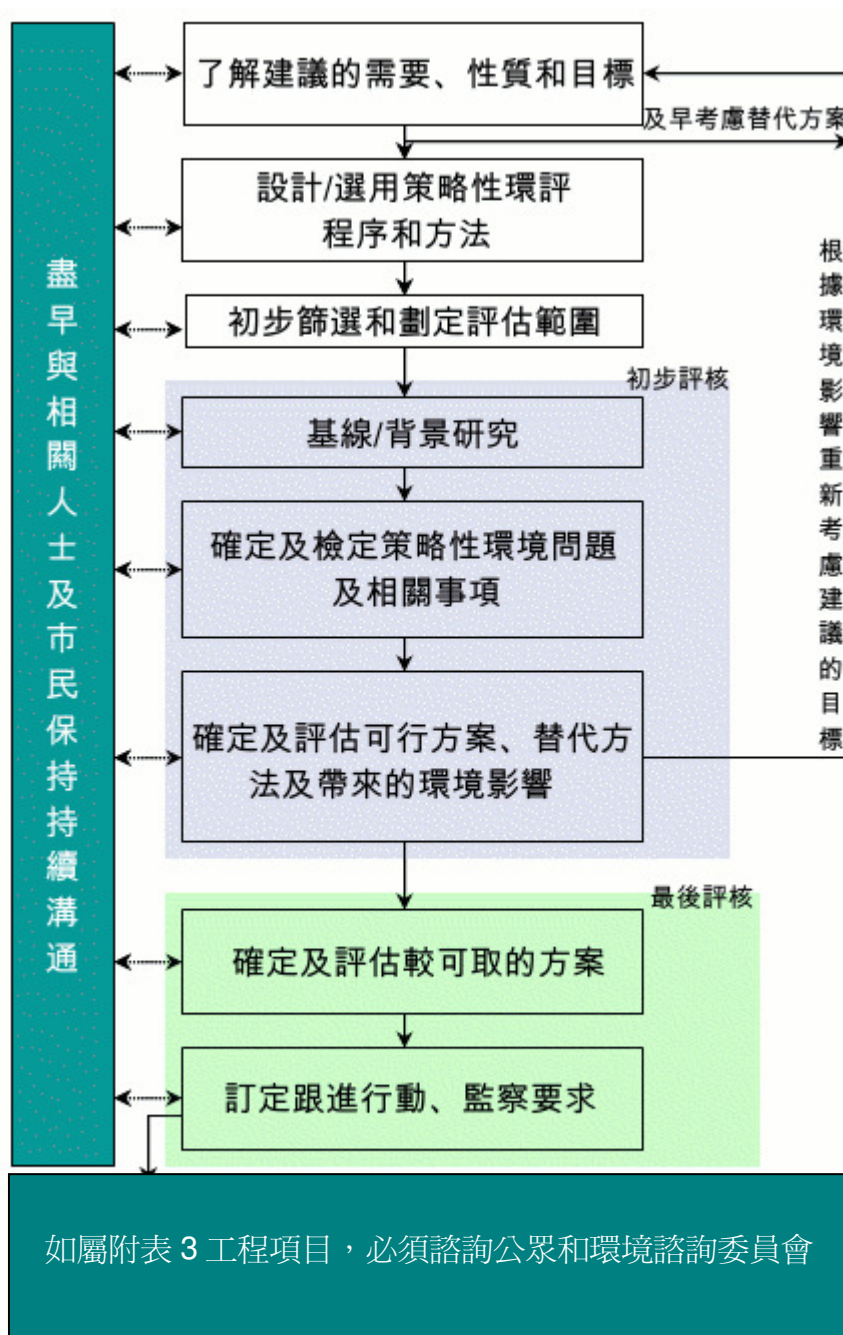 盡早與相關人士及市民保持持續溝通
了解建議的需要、性質和目標
及早考慮替代方案
設計/選用策略性環評
程序和方法
初步篩選和劃定評估範圍
初步評核
基線/背景研究
確定及檢定策略性環境問題
及相關事項
確定及評估可行方案、替代方
法及帶來的環境影響
根據環境影響重新考慮建議的目標
最後評核
確定及評估較可取的方案
訂定跟進行動、監察要求
如屬附表 3 工程項目，必須諮詢公眾和環境諮詢委員會